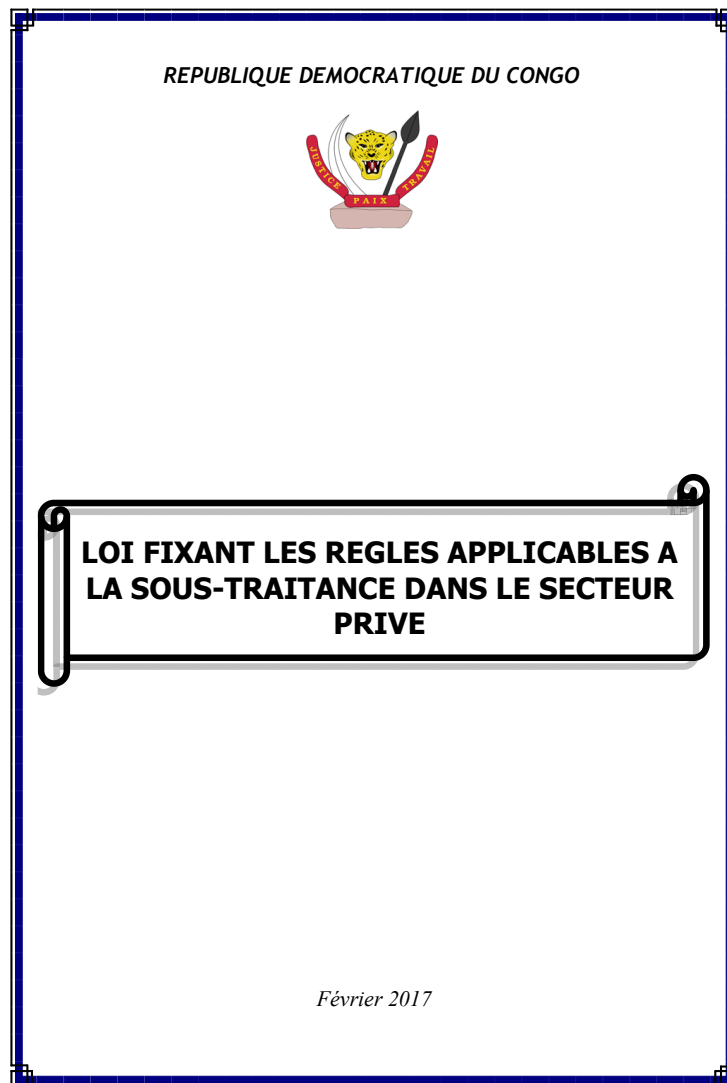 REPUBLIQUE DEMOCRATIQUE DU CONGO
JUSTICE
PAIX
TRAVAIL
LOI FIXANT LES REGLES APPLICABLES A
LA SOUS-TRAITANCE DANS LE SECTEUR
PRIVE
Février 2017